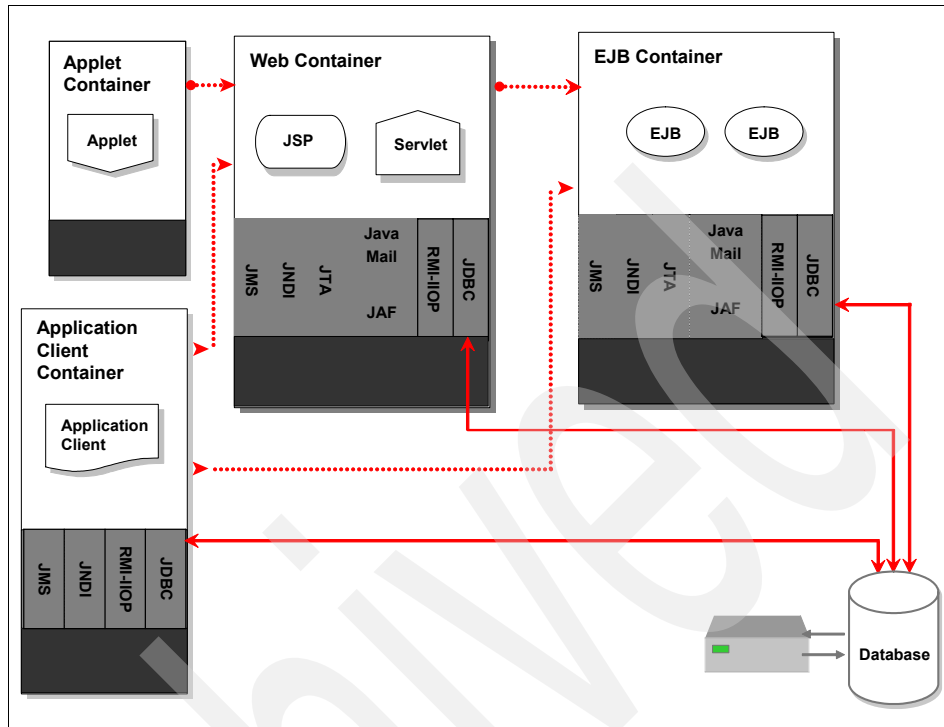 Applet
Container
Applet
Web Container
JSP
Servlet
JMS
JNDI
JTA
Java
Mail
JAF
RMI-IIOP
JDBC
EJB Container
EJB
EJB
JMS
JNDI
JTA
Java
Mail
JAF
RMI-IIOP
JDBC
Application
Client
Container
Application
Client
JMS
JNDI
RMI-IIOP
JDBC
Database
hived